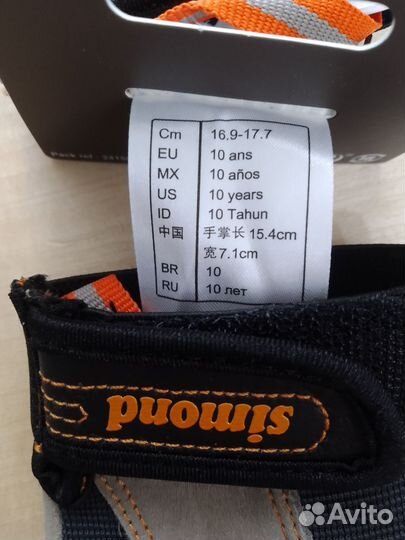 Cm 16.9-17.7
EU 10 ans
MX 10 años
US 10 years
ID 10 Tahun
中国 手掌长 15.4cm
宽 7.1cm
BR 10
RU 10 лет
simond
Avito